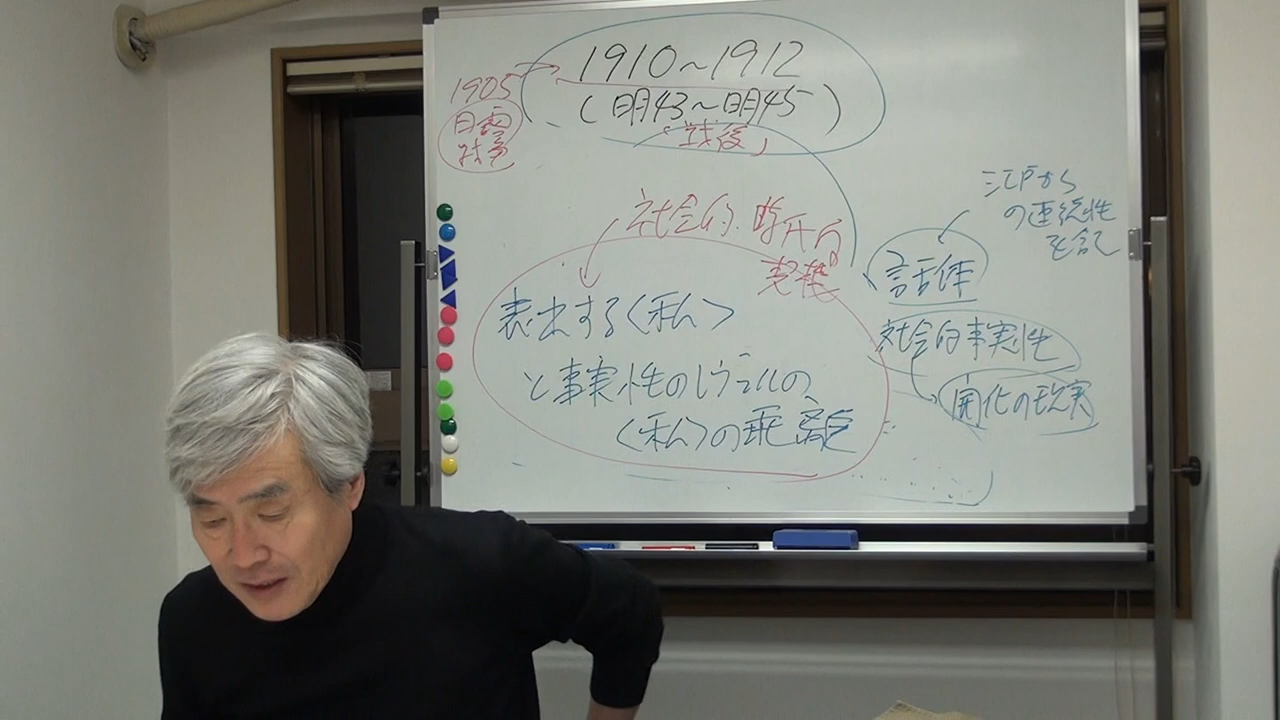 1910〜1912
(明43〜明45)
1905
日露
戦争
"戦後"
社会的・時代的
契機
江戸から
の連続性
を含む
言話体
社会的事実性
開化の現実
表出する〈私〉
と事実性のレヴェルの、
〈私〉の乖離